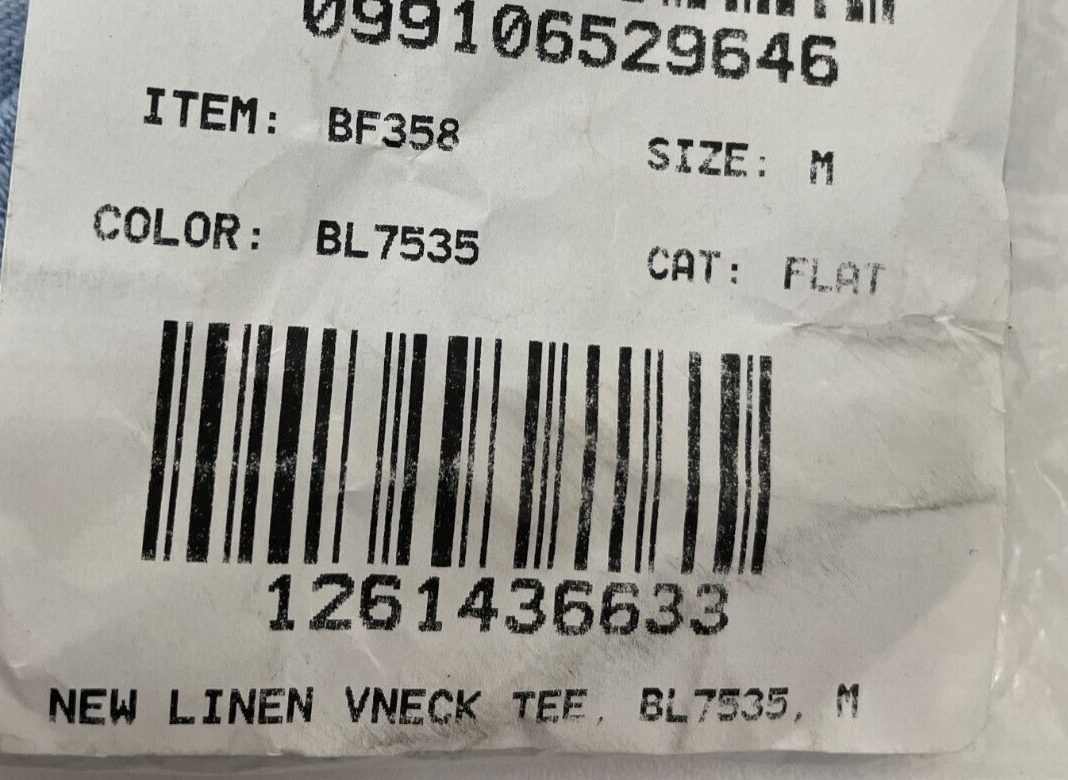 099106529646
ITEM: BF358 SIZE: M
COLOR: BL7535 CAT: FLAT
1261436633
NEW LINEN VNECK TEE, BL7535, M